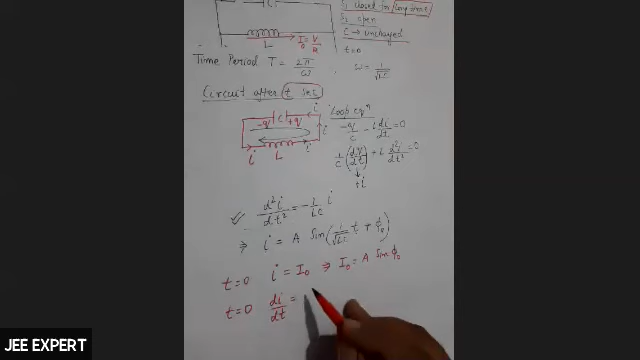 S₁ closed for (long time)
S₁ open
C → uncharged
t=0
C
L
I₀ = V/R
Time Period T = 2π/ω
ω = 1/√LC
Circuit after t sec
i
-q C +q
i
i
i
L
Loop eqⁿ
-q/C - L di/dt = 0
1/C (dq/dt) + L d²i/dt² = 0
+i
d²i/dt² = -1/LC i
⇒ i = A sin(1/√LC t + ϕ₀)
t=0 i = I₀ ⇒ I₀ = A sin ϕ₀
t=0 di/dt =
JEE EXPERT